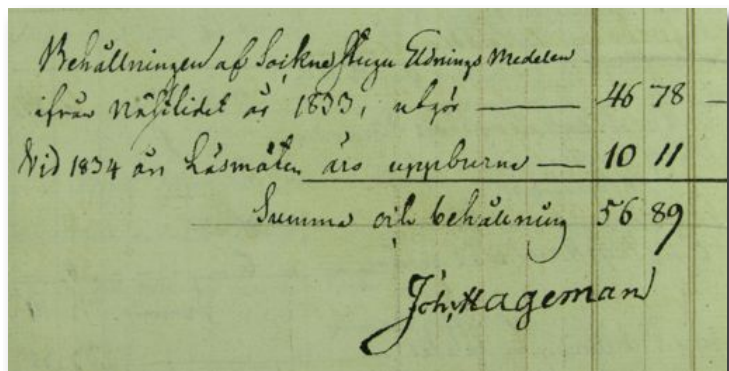 Behållningen af Sockne Stugu Eldnings Medelen
ifrån Nästlidet år 1833, utgör — 46 78 —
Vid 1834 års Läsmöten äro uppburne — 10 11
Summa och behållning 56 89
Joh, Hageman